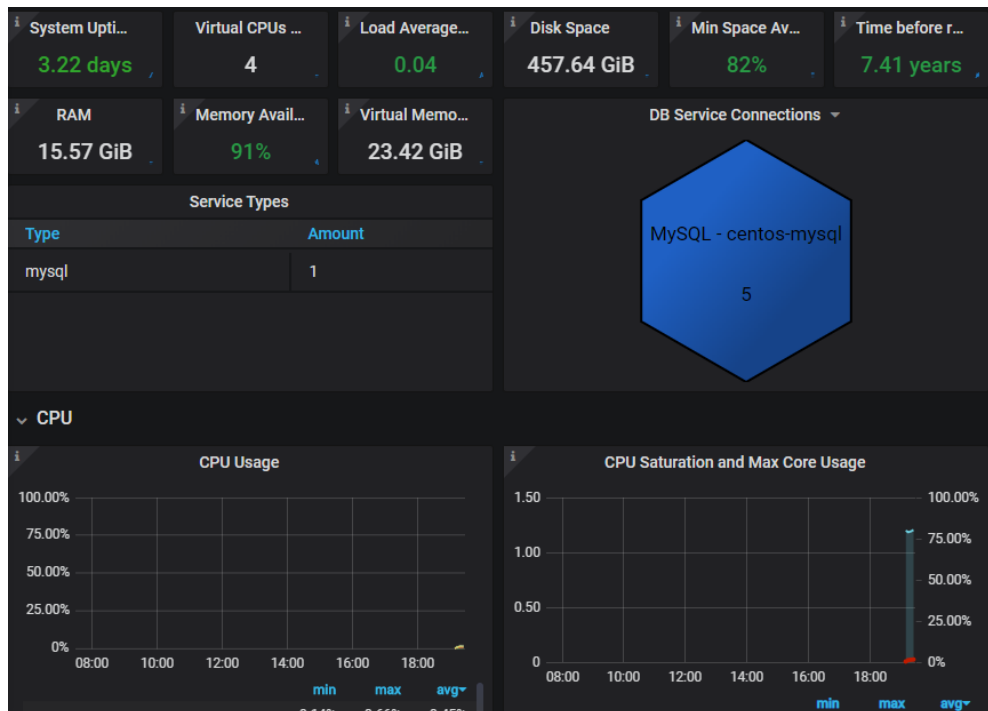 System Upti...
3.22 days
Virtual CPUs ...
4
Load Average...
0.04
Disk Space
457.64 GiB
Min Space Av...
82%
Time before r...
7.41 years
RAM
15.57 GiB
Memory Avail...
91%
Virtual Memo...
23.42 GiB
Service Types
Type Amount
mysql 1
DB Service Connections
MySQL - centos-mysql
5
CPU
CPU Usage
100.00%
75.00%
50.00%
25.00%
0%
08:00 10:00 12:00 14:00 16:00 18:00
min max avg
CPU Saturation and Max Core Usage
1.50 100.00%
75.00%
1.00
50.00%
0.50
25.00%
0 0%
08:00 10:00 12:00 14:00 16:00 18:00
min max avg